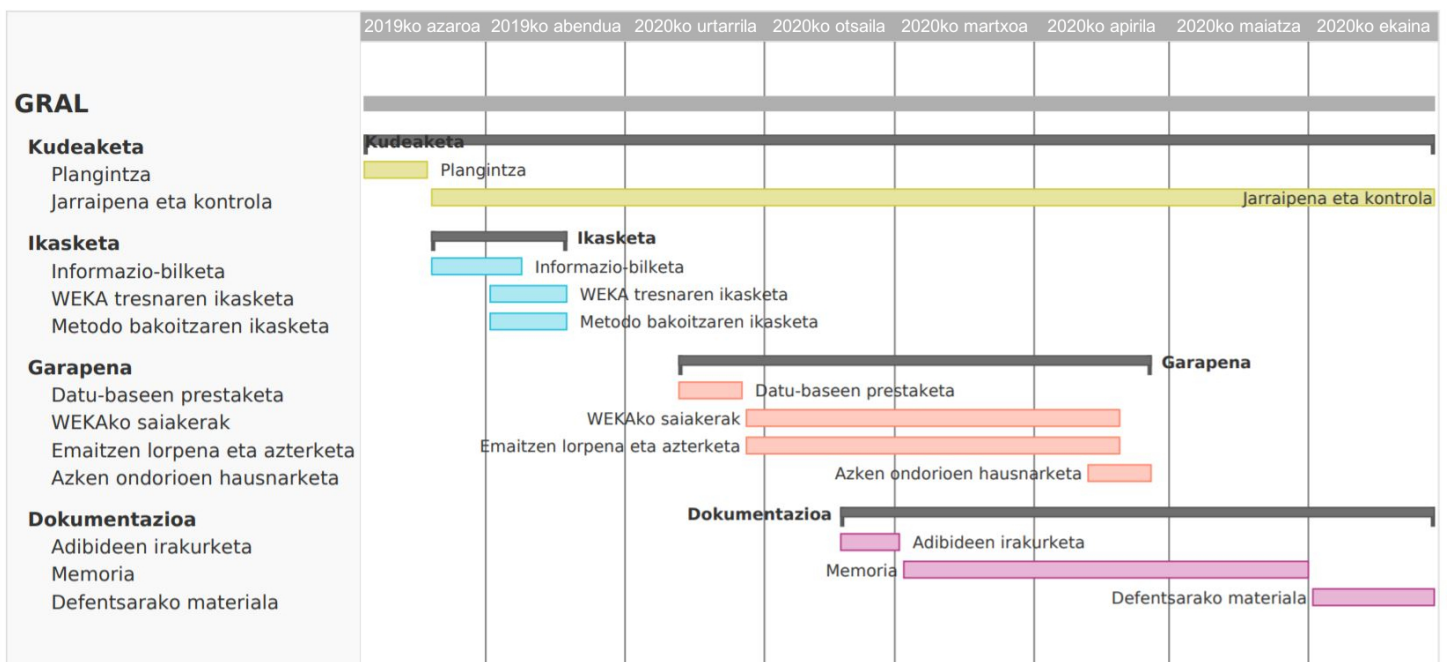 2019ko azaroa 2019ko abendua 2020ko urtarrila 2020ko otsaila 2020ko martxoa 2020ko apirila 2020ko maiatza 2020ko ekaina
GRAL
Kudeaketa Kudeaketa
Plangintza Plangintza
Jarraipena eta kontrola Jarraipena eta kontrola
Ikasketa Ikasketa
Informazio-bilketa Informazio-bilketa
WEKA tresnaren ikasketa WEKA tresnaren ikasketa
Metodo bakoitzaren ikasketa Metodo bakoitzaren ikasketa
Garapena Garapena
Datu-baseen prestaketa Datu-baseen prestaketa
WEKAko saiakerak WEKAko saiakerak
Emaitzen lorpena eta azterketa Emaitzen lorpena eta azterketa
Azken ondorioen hausnarketa Azken ondorioen hausnarketa
Dokumentazioa Dokumentazioa
Adibideen irakurketa Adibideen irakurketa
Memoria Memoria
Defentsarako materiala Defentsarako materiala